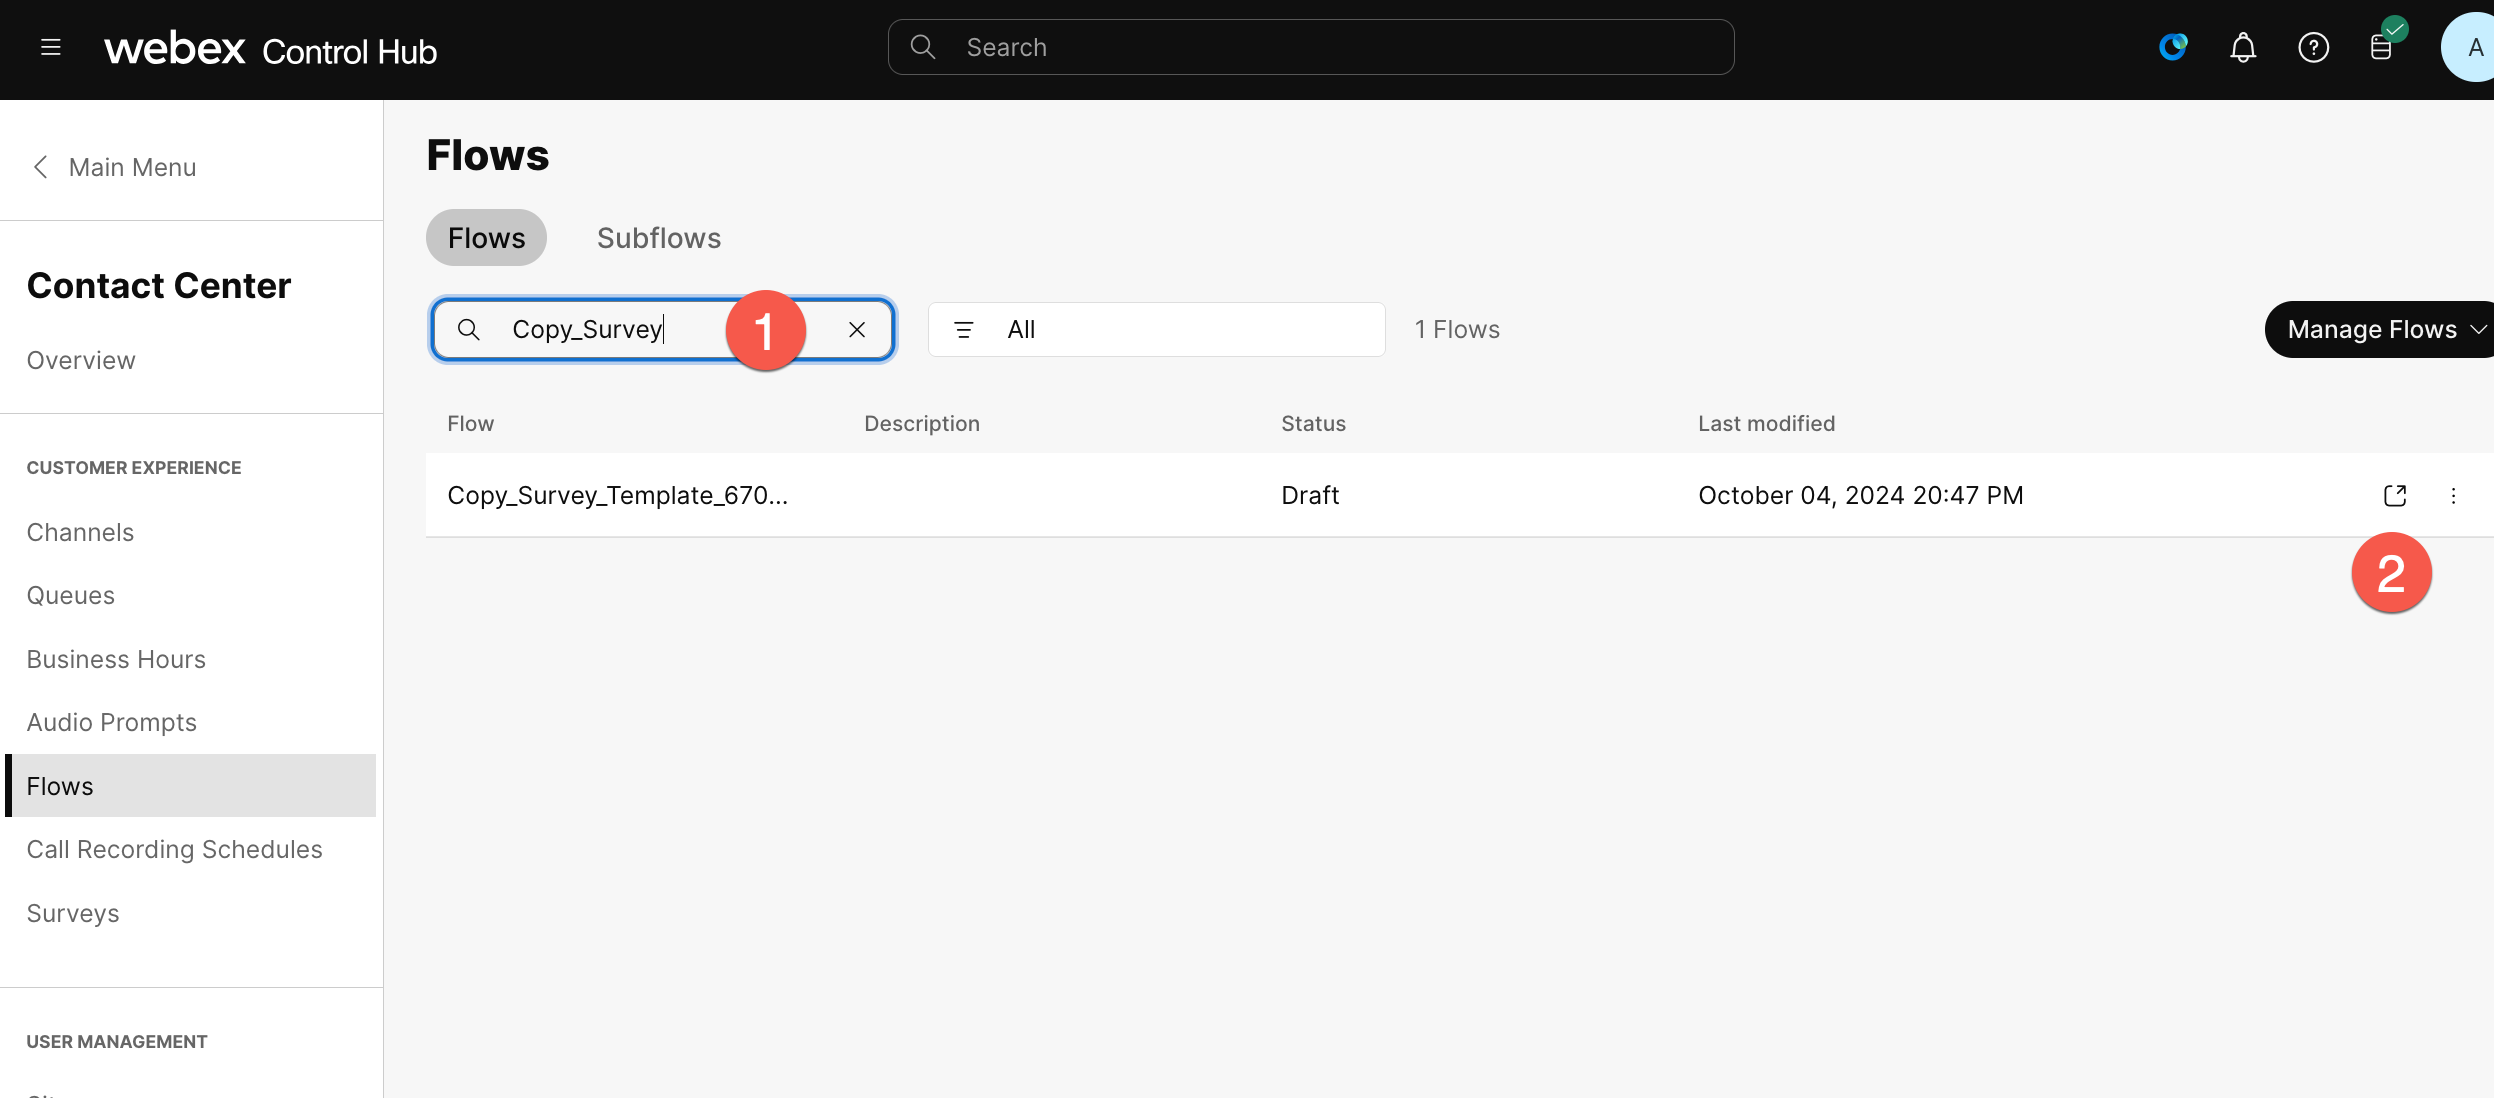 webex Control Hub
Search
A
Main Menu
Contact Center
Overview
CUSTOMER EXPERIENCE
Channels
Queues
Business Hours
Audio Prompts
Flows
Call Recording Schedules
Surveys
USER MANAGEMENT
Flows
Flows Subflows
Copy_Survey 1 All 1 Flows Manage Flows
Flow Description Status Last modified
Copy_Survey_Template_670... Draft October 04, 2024 20:47 PM
2